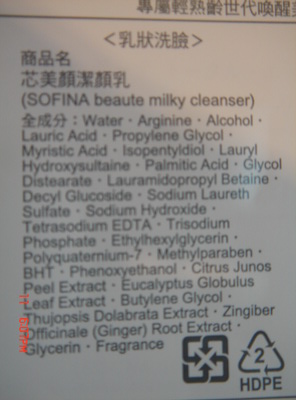 專屬輕熟齡世代喚醒
＜乳狀洗臉＞
商品名
芯美顏潔顏乳
(SOFINA beaute milky cleanser)
全成分：Water・Arginine・Alcohol・
Lauric Acid・Propylene Glycol・
Myristic Acid・Isopentyldiol・Lauryl
Hydroxysultaine・Palmitic Acid・Glycol
Distearate・Lauramidopropyl Betaine・
Decyl Glucoside・Sodium Laureth
Sulfate・Sodium Hydroxide・
Tetrasodium EDTA・Trisodium
Phosphate・Ethylhexylglycerin・
Polyquaternium-7・Methylparaben・
BHT・Phenoxyethanol・Citrus Junos
Peel Extract・Eucalyptus Globulus
Leaf Extract・Butylene Glycol・
Thujopsis Dolabrata Extract・Zingiber
Officinale (Ginger) Root Extract・
Glycerin・Fragrance
2
HDPE